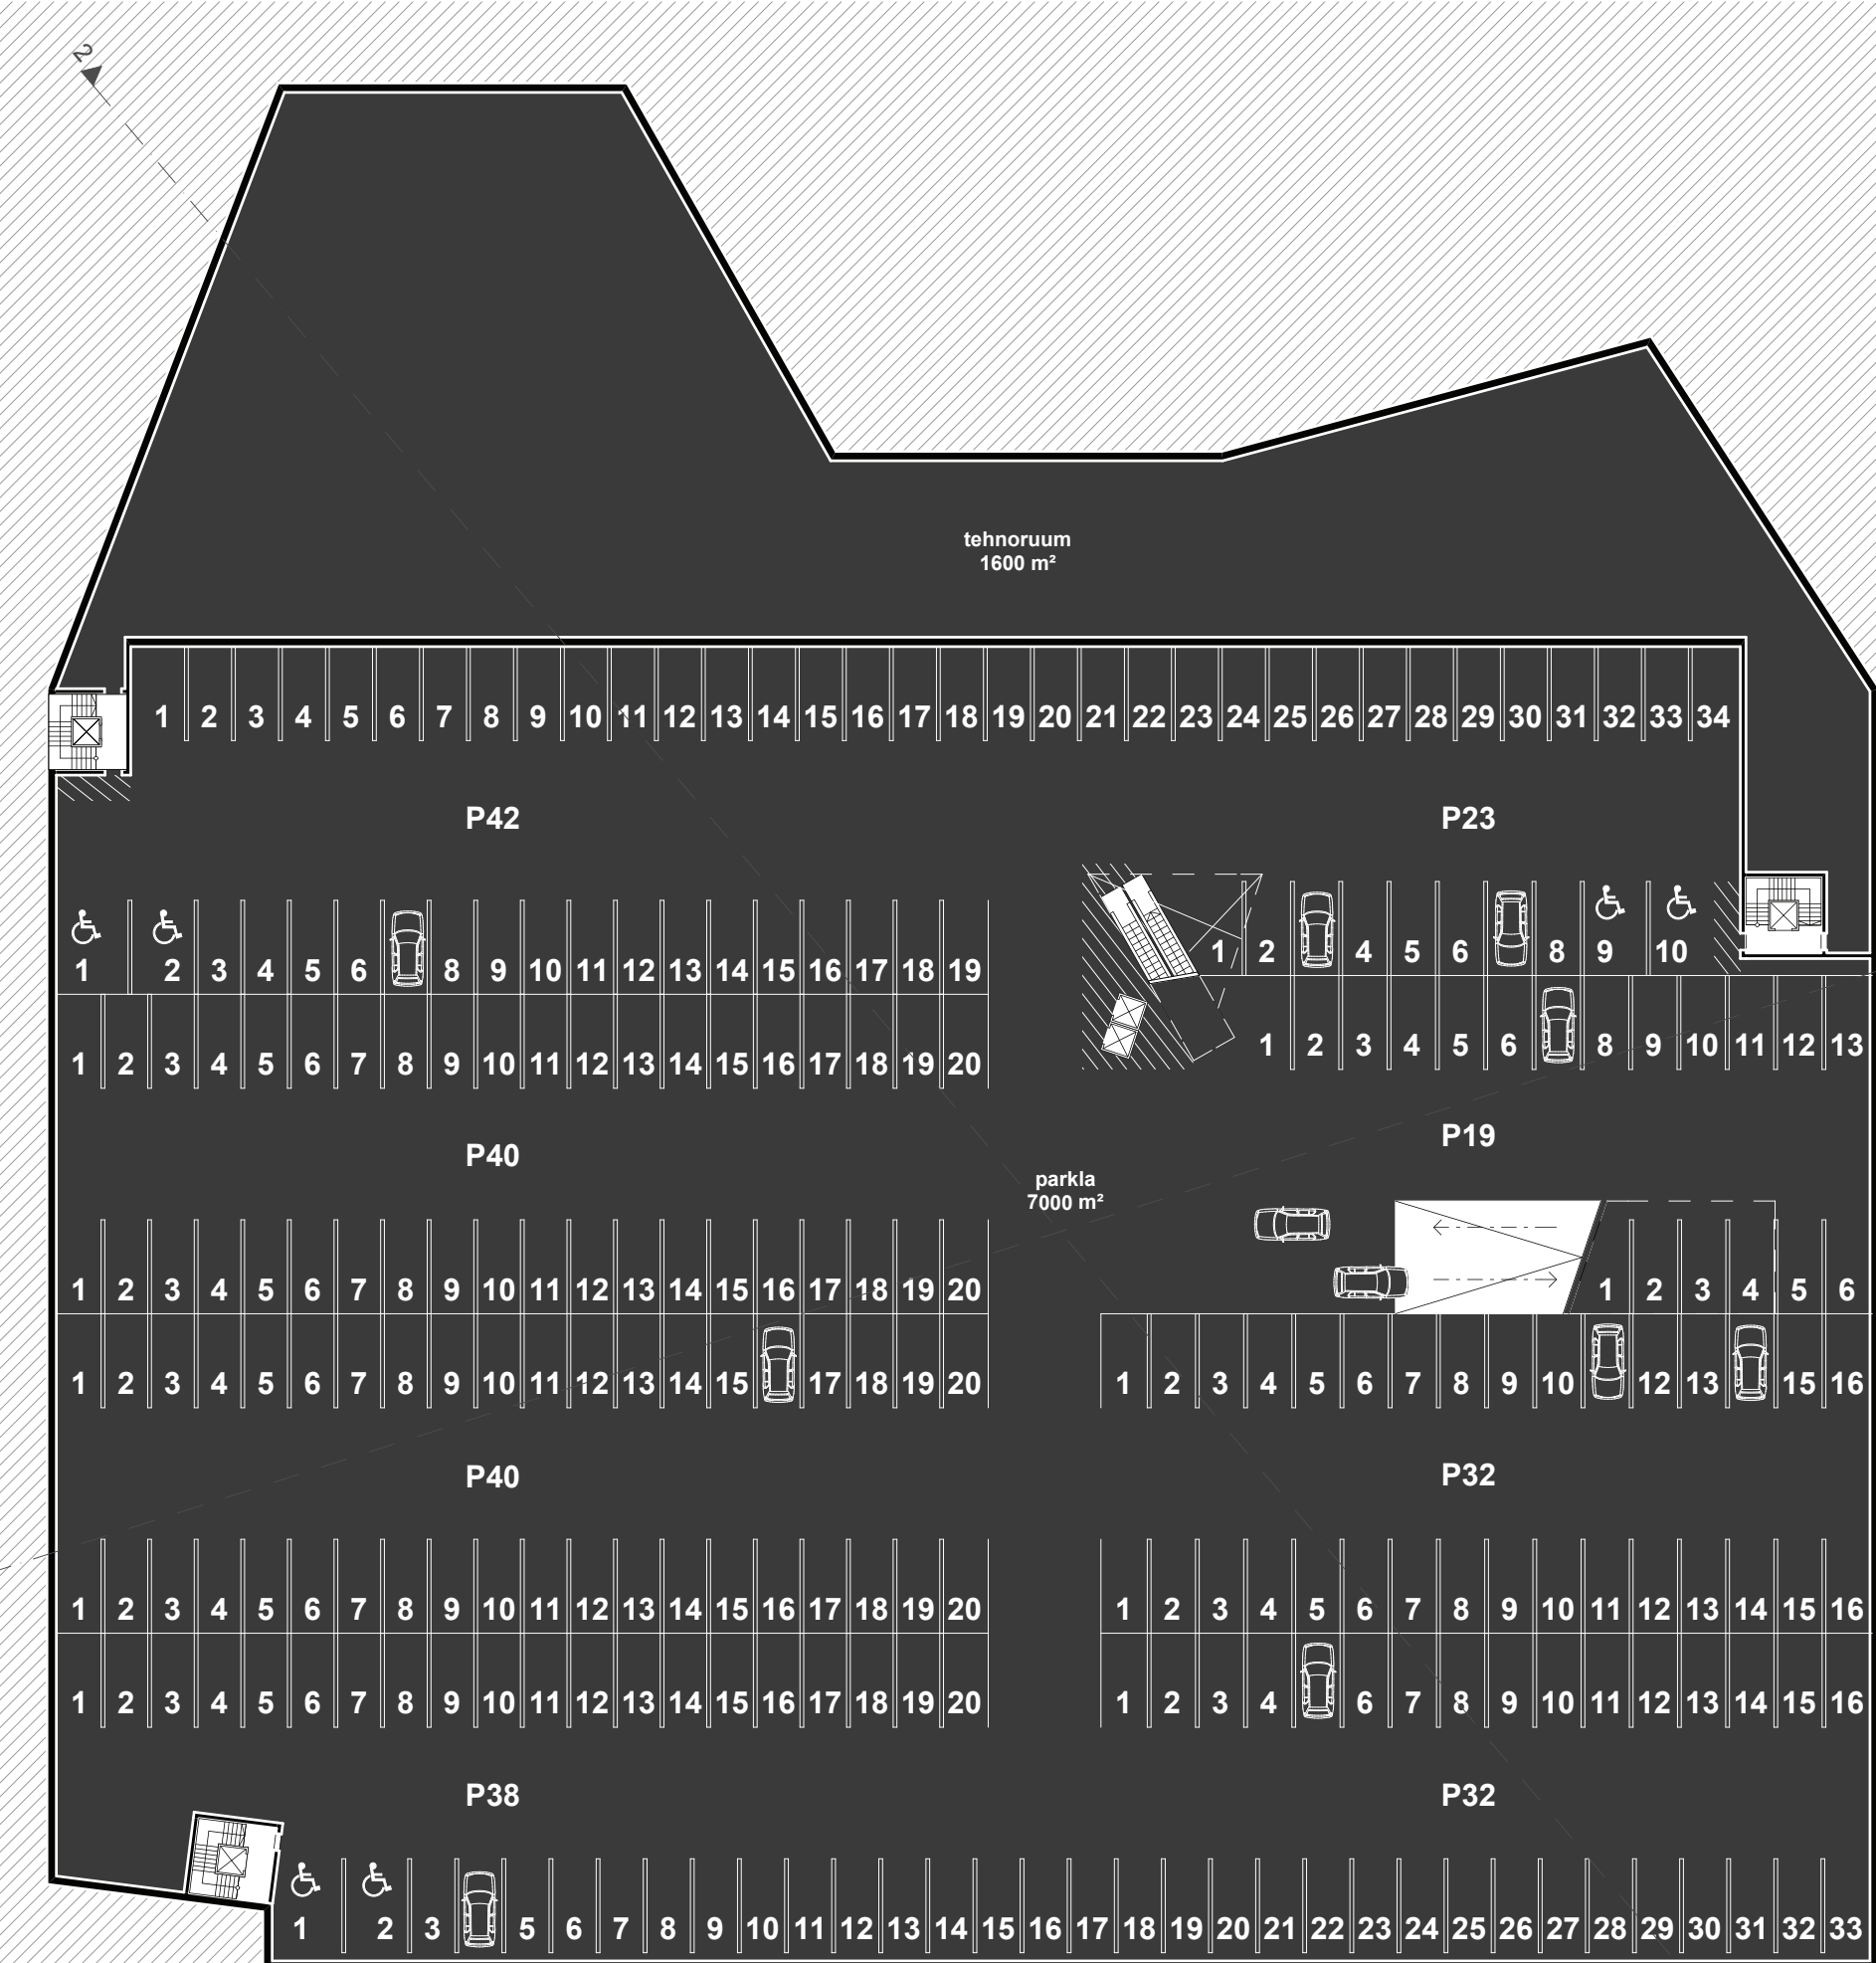 2
tehnoruum
1600 m²
1 2 3 4 5 6 7 8 9 10 11 12 13 14 15 16 17 18 19 20 21 22 23 24 25 26 27 28 29 30 31 32 33 34
P42 P23
1 2 3 4 5 6 8 9 10 11 12 13 14 15 16 17 18 19
1 2 4 5 6 8 9 10
1 2 3 4 5 6 7 8 9 10 11 12 13 14 15 16 17 18 19 20
1 2 3 4 5 6 8 9 10 11 12 13
P40 P19
parkla
7000 m²
1 2 3 4 5 6 7 8 9 10 11 12 13 14 15 16 17 18 19 20
1 2 3 4 5 6
1 2 3 4 5 6 7 8 9 10 11 12 13 14 15 17 18 19 20
1 2 3 4 5 6 7 8 9 10 12 13 15 16
P40 P32
1 2 3 4 5 6 7 8 9 10 11 12 13 14 15 16 17 18 19 20
1 2 3 4 5 6 7 8 9 10 11 12 13 14 15 16
1 2 3 4 5 6 7 8 9 10 11 12 13 14 15 16 17 18 19 20
1 2 3 4 6 7 8 9 10 11 12 13 14 15 16
P38 P32
1 2 3 5 6 7 8 9 10 11 12 13 14 15 16 17 18 19 20 21 22 23 24 25 26 27 28 29 30 31 32 33